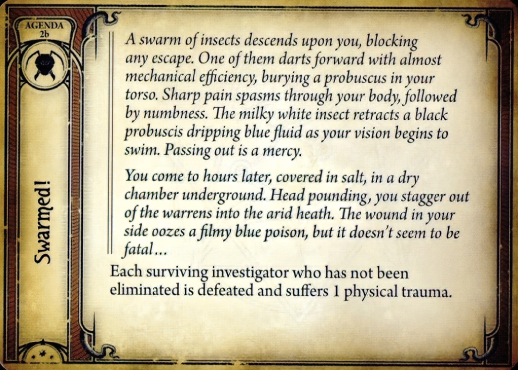 AGENDA
2b
Swarmed!
A swarm of insects descends upon you, blocking
any escape. One of them darts forward with almost
mechanical efficiency, burying a probuscus in your
torso. Sharp pain spasms through your body, followed
by numbness. The milky white insect retracts a black
probuscis dripping blue fluid as your vision begins to
swim. Passing out is a mercy.
You come to hours later, covered in salt, in a dry
chamber underground. Head pounding, you stagger out
of the warrens into the arid heath. The wound in your
side oozes a filmy blue poison, but it doesn't seem to be
fatal...
Each surviving investigator who has not been
eliminated is defeated and suffers 1 physical trauma.